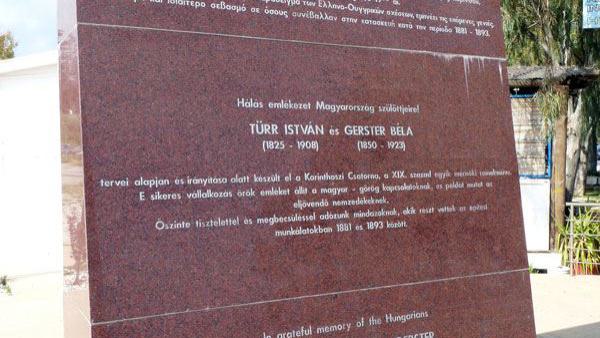 και ιδιαίτερο σεβασμό σε όσους συνέβαλλαν στην κατασκευή κατά την περίοδο 1881 - 1893.
Hálás emlékezet Magyarország szülötteire!
TÜRR ISTVÁN és GERSTER BÉLA
(1825 - 1908) (1850 - 1923)
tervei alapján és irányítása alatt készült el a Korinthoszi Csatorna, a XIX. század egyik mérnöki
E sikeres vállalkozás örök emléket állít a magyar - görög kapcsolatoknak, és példát mutat az
eljövendő nemzedékeknek.
Őszinte tisztelettel és megbecsüléssel adózunk mindazoknak, akik részt vettek az építési
munkálatokban 1881 és 1893 között.
In grateful memory of the Hungarians